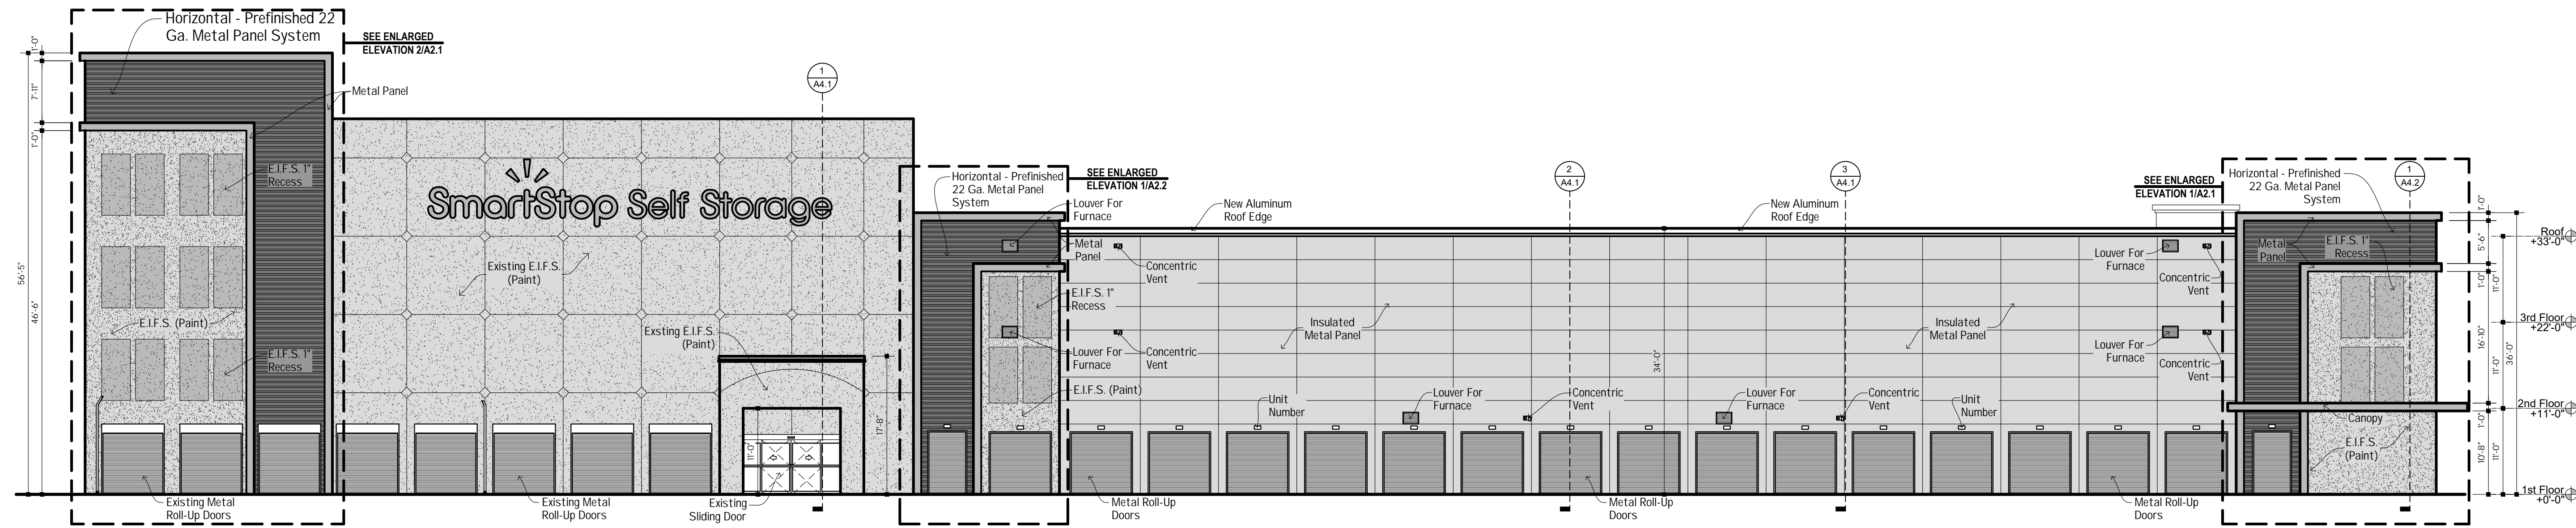 Horizontal - Prefinished 22
Ga. Metal Panel System
SEE ENLARGED
ELEVATION 2/A2.1
Metal Panel
1'-0"
7'-11"
1'-0"
56'-5"
46'-6"
E.I.F.S. 1"
Recess
E.I.F.S. (Paint)
E.I.F.S. 1"
Recess
Existing Metal
Roll-Up Doors
1
A4.1
SmartStop Self Storage
Existing E.I.F.S.
(Paint)
Exsting E.I.F.S.
(Paint)
11'-0"
17'-8"
Existing Metal
Roll-Up Doors
Existing
Sliding Door
SEE ENLARGED
ELEVATION 1/A2.2
Horizontal - Prefinished
22 Ga. Metal Panel
System
Louver For
Furnace
Metal
Panel
Concentric
Vent
E.I.F.S. 1"
Recess
Louver For
Furnace
Concentric
Vent
E.I.F.S. (Paint)
New Aluminum
Roof Edge
Insulated
Metal Panel
Unit
Number
Louver For
Furnace
Concentric
Vent
Metal Roll-Up
Doors
2
A4.1
34'-0"
Metal Roll-Up
Doors
New Aluminum
Roof Edge
3
A4.1
Louver For
Furnace
Concentric
Vent
Insulated
Metal Panel
Unit
Number
Louver For
Furnace
Concentric
Vent
Louver For
Furnace
Concentric
Vent
Metal Roll-Up
Doors
SEE ENLARGED
ELEVATION 1/A2.1
Horizontal - Prefinished
22 Ga. Metal Panel
System
1
A4.2
Metal
Panel
E.I.F.S. 1"
Recess
Canopy
E.I.F.S.
(Paint)
1'-0"
5'-6"
1'-0"
16'-10"
1'-0"
10'-8"
11'-0"
11'-0"
11'-0"
36'-0"
Roof
+33'-0"
3rd Floor
+22'-0"
2nd Floor
+11'-0"
1st Floor
+0'-0"